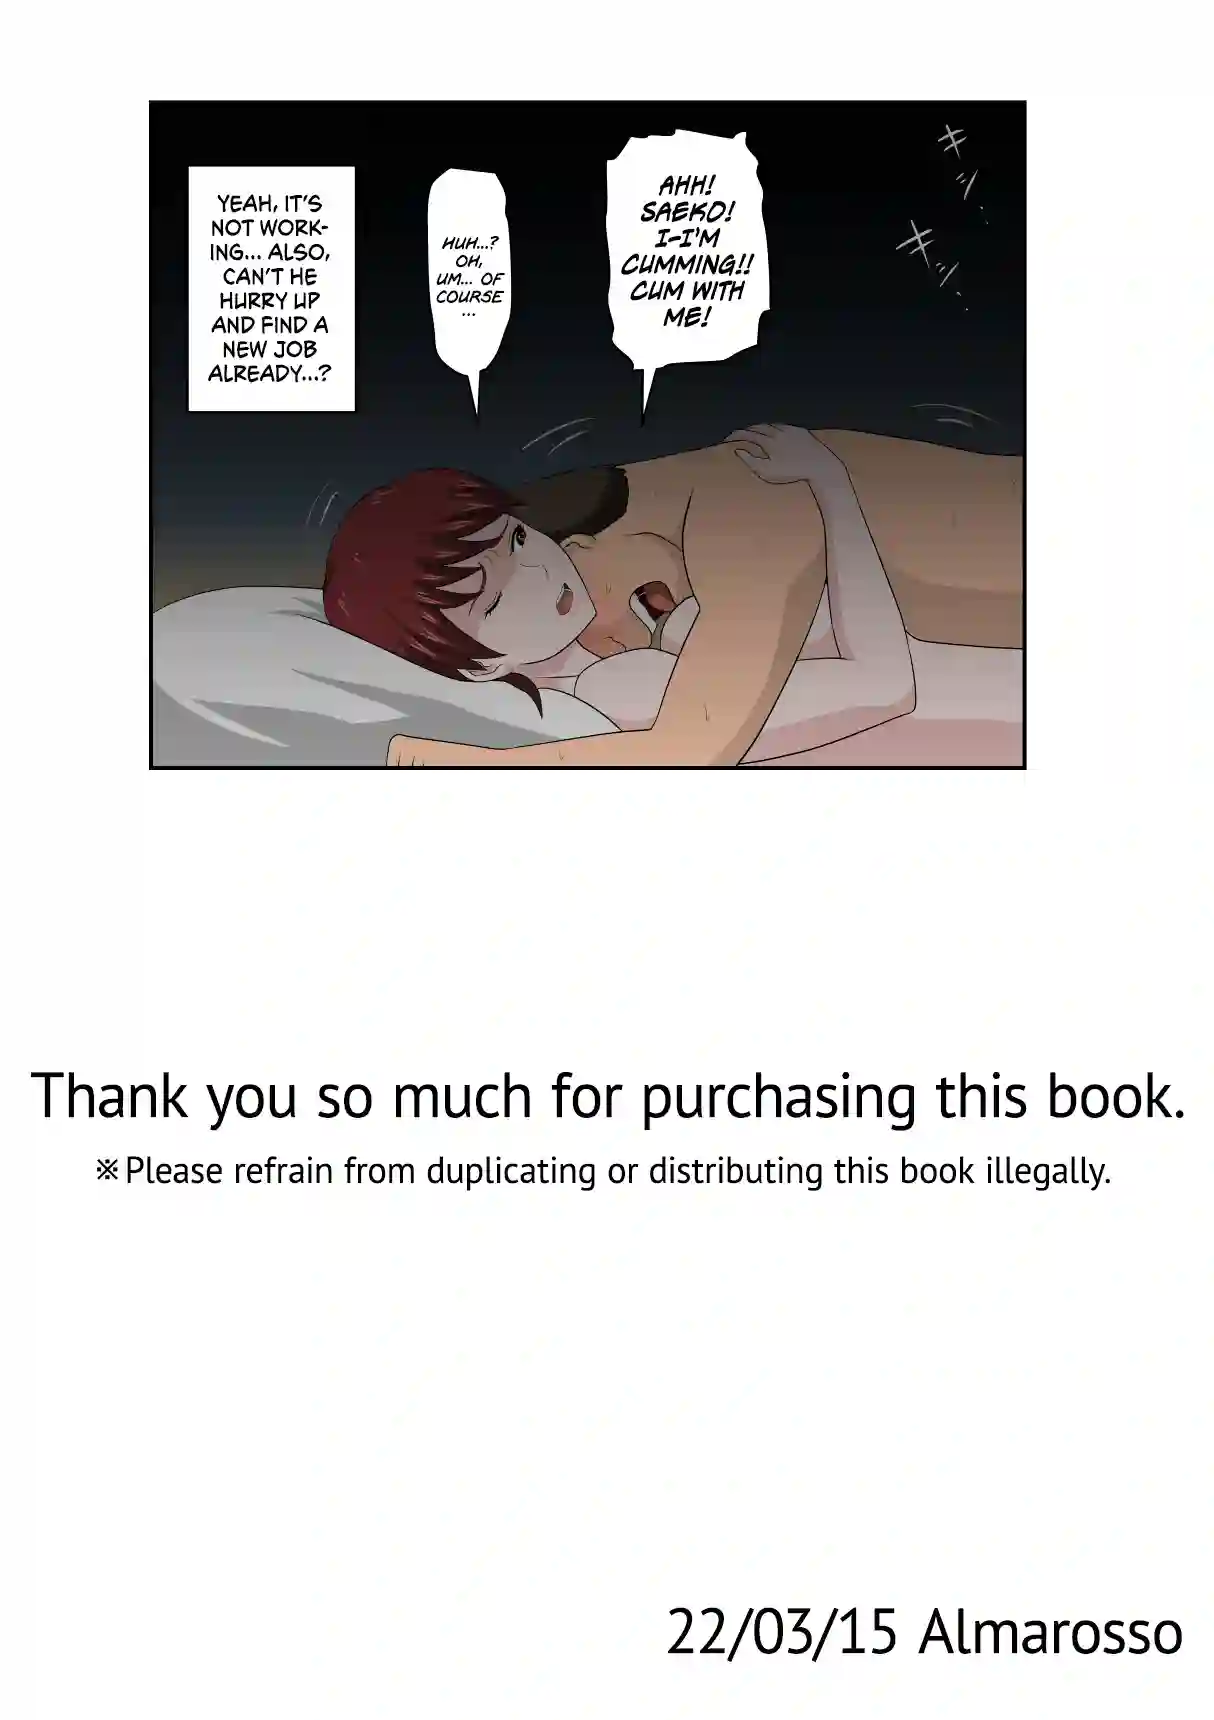 AHH!
SAEKO!
I-I'M
CUMMING!!
CUM WITH
ME!
HUH...?
OH,
UM... OF
COURSE
...
YEAH, IT'S
NOT WORK-
ING... ALSO,
CAN'T HE
HURRY UP
AND FIND A
NEW JOB
ALREADY...?
Thank you so much for purchasing this book.
※Please refrain from duplicating or distributing this book illegally.
22/03/15 Almarosso